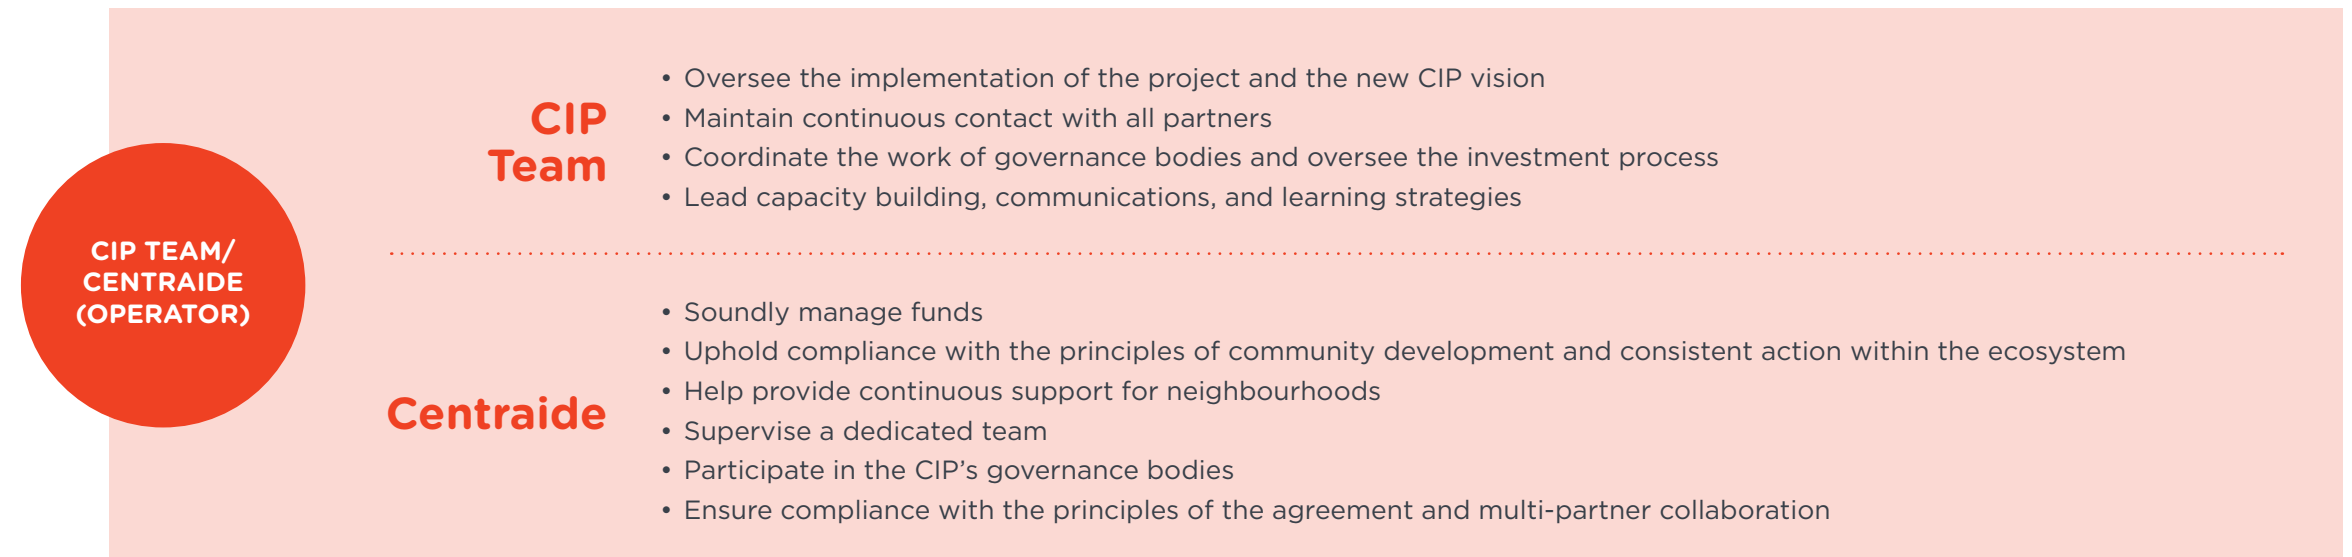 CIP TEAM/
CENTRAIDE
(OPERATOR)
CIP
Team
• Oversee the implementation of the project and the new CIP vision
• Maintain continuous contact with all partners
• Coordinate the work of governance bodies and oversee the investment process
• Lead capacity building, communications, and learning strategies
Centraide
• Soundly manage funds
• Uphold compliance with the principles of community development and consistent action within the ecosystem
• Help provide continuous support for neighbourhoods
• Supervise a dedicated team
• Participate in the CIP’s governance bodies
• Ensure compliance with the principles of the agreement and multi-partner collaboration